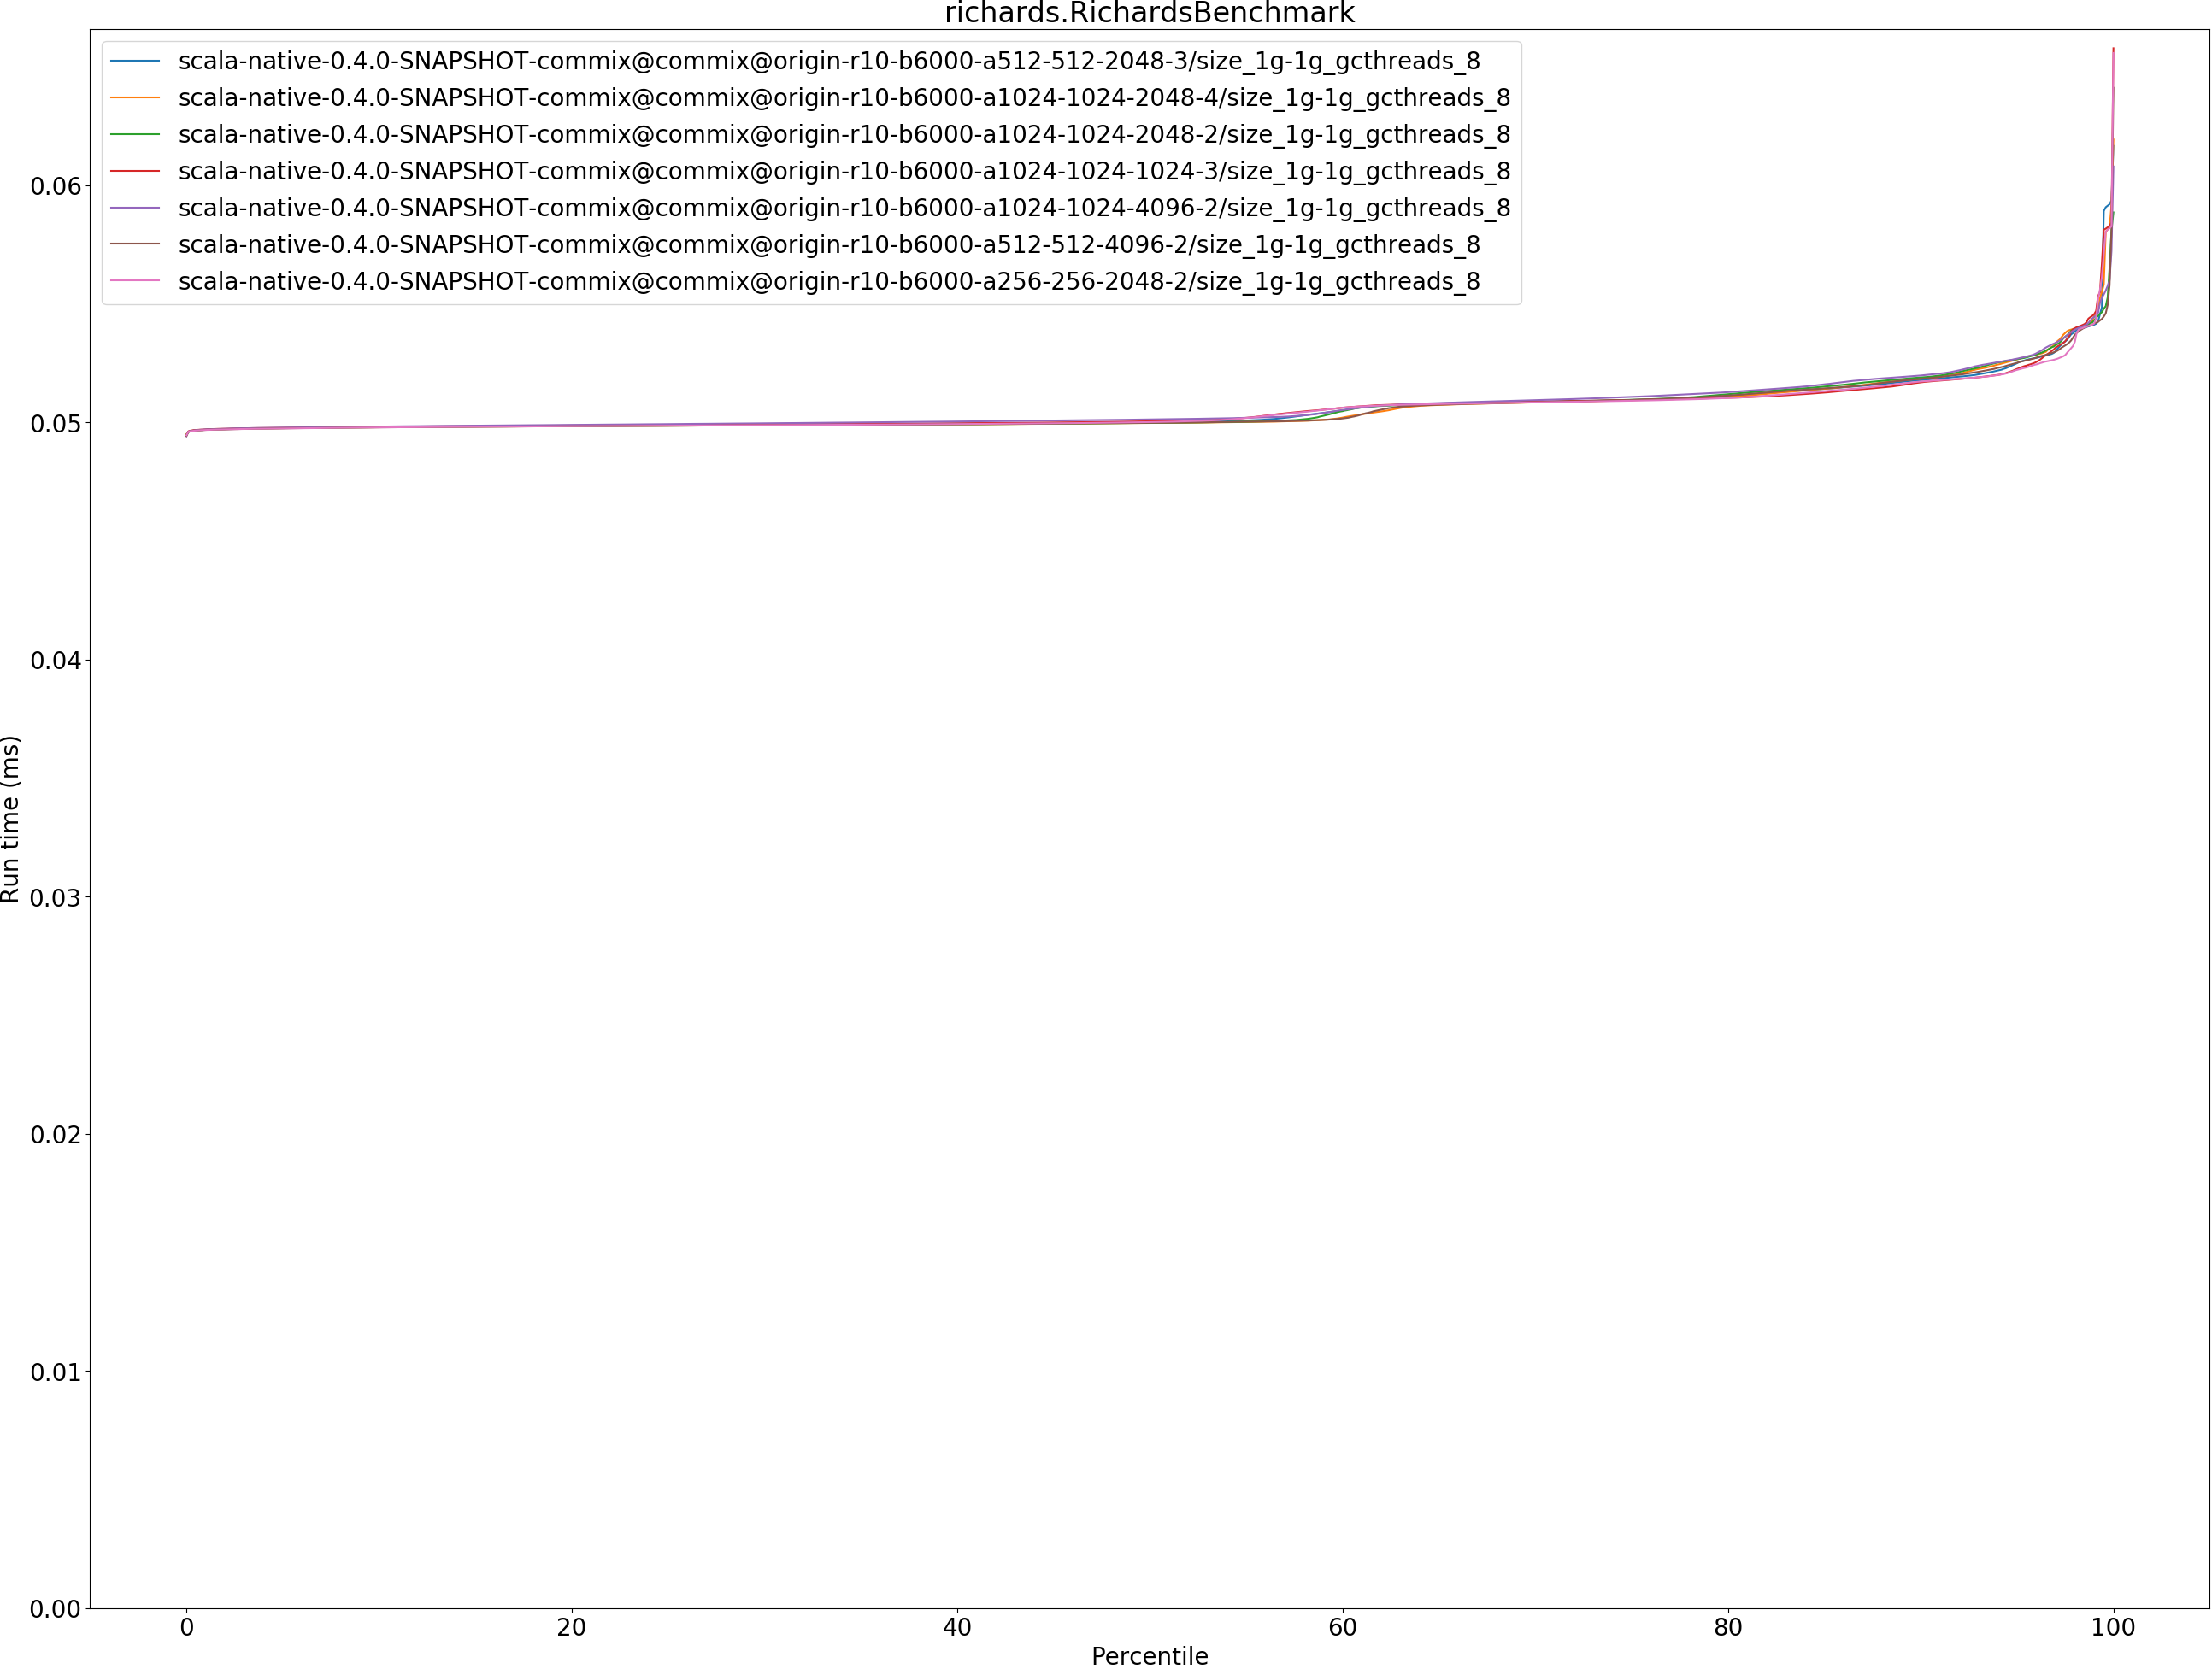 richards.RichardsBenchmark
scala-native-0.4.0-SNAPSHOT-commix@commix@origin-r10-b6000-a512-512-2048-3/size_1g-1g_gcthreads_8
scala-native-0.4.0-SNAPSHOT-commix@commix@origin-r10-b6000-a1024-1024-2048-4/size_1g-1g_gcthreads_8
scala-native-0.4.0-SNAPSHOT-commix@commix@origin-r10-b6000-a1024-1024-2048-2/size_1g-1g_gcthreads_8
scala-native-0.4.0-SNAPSHOT-commix@commix@origin-r10-b6000-a1024-1024-1024-3/size_1g-1g_gcthreads_8
scala-native-0.4.0-SNAPSHOT-commix@commix@origin-r10-b6000-a1024-1024-4096-2/size_1g-1g_gcthreads_8
scala-native-0.4.0-SNAPSHOT-commix@commix@origin-r10-b6000-a512-512-4096-2/size_1g-1g_gcthreads_8
scala-native-0.4.0-SNAPSHOT-commix@commix@origin-r10-b6000-a256-256-2048-2/size_1g-1g_gcthreads_8
0.06
0.05
0.04
0.03
0.02
0.01
0.00
Run time (ms)
0 20 40 60 80 100
Percentile